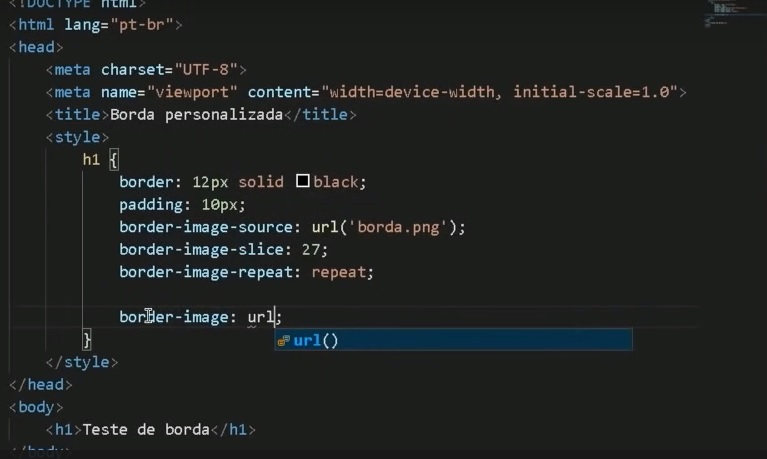 <!DOCTYPE html>
<html lang="pt-br">
<head>
    <meta charset="UTF-8">
    <meta name="viewport" content="width=device-width, initial-scale=1.0">
    <title>Borda personalizada</title>
    <style>
        h1 {
            border: 12px solid black;
            padding: 10px;
            border-image-source: url('borda.png');
            border-image-slice: 27;
            border-image-repeat: repeat;
            border-image: url;
url()
        }
    </style>
</head>
<body>
    <h1>Teste de borda</h1>
</body>